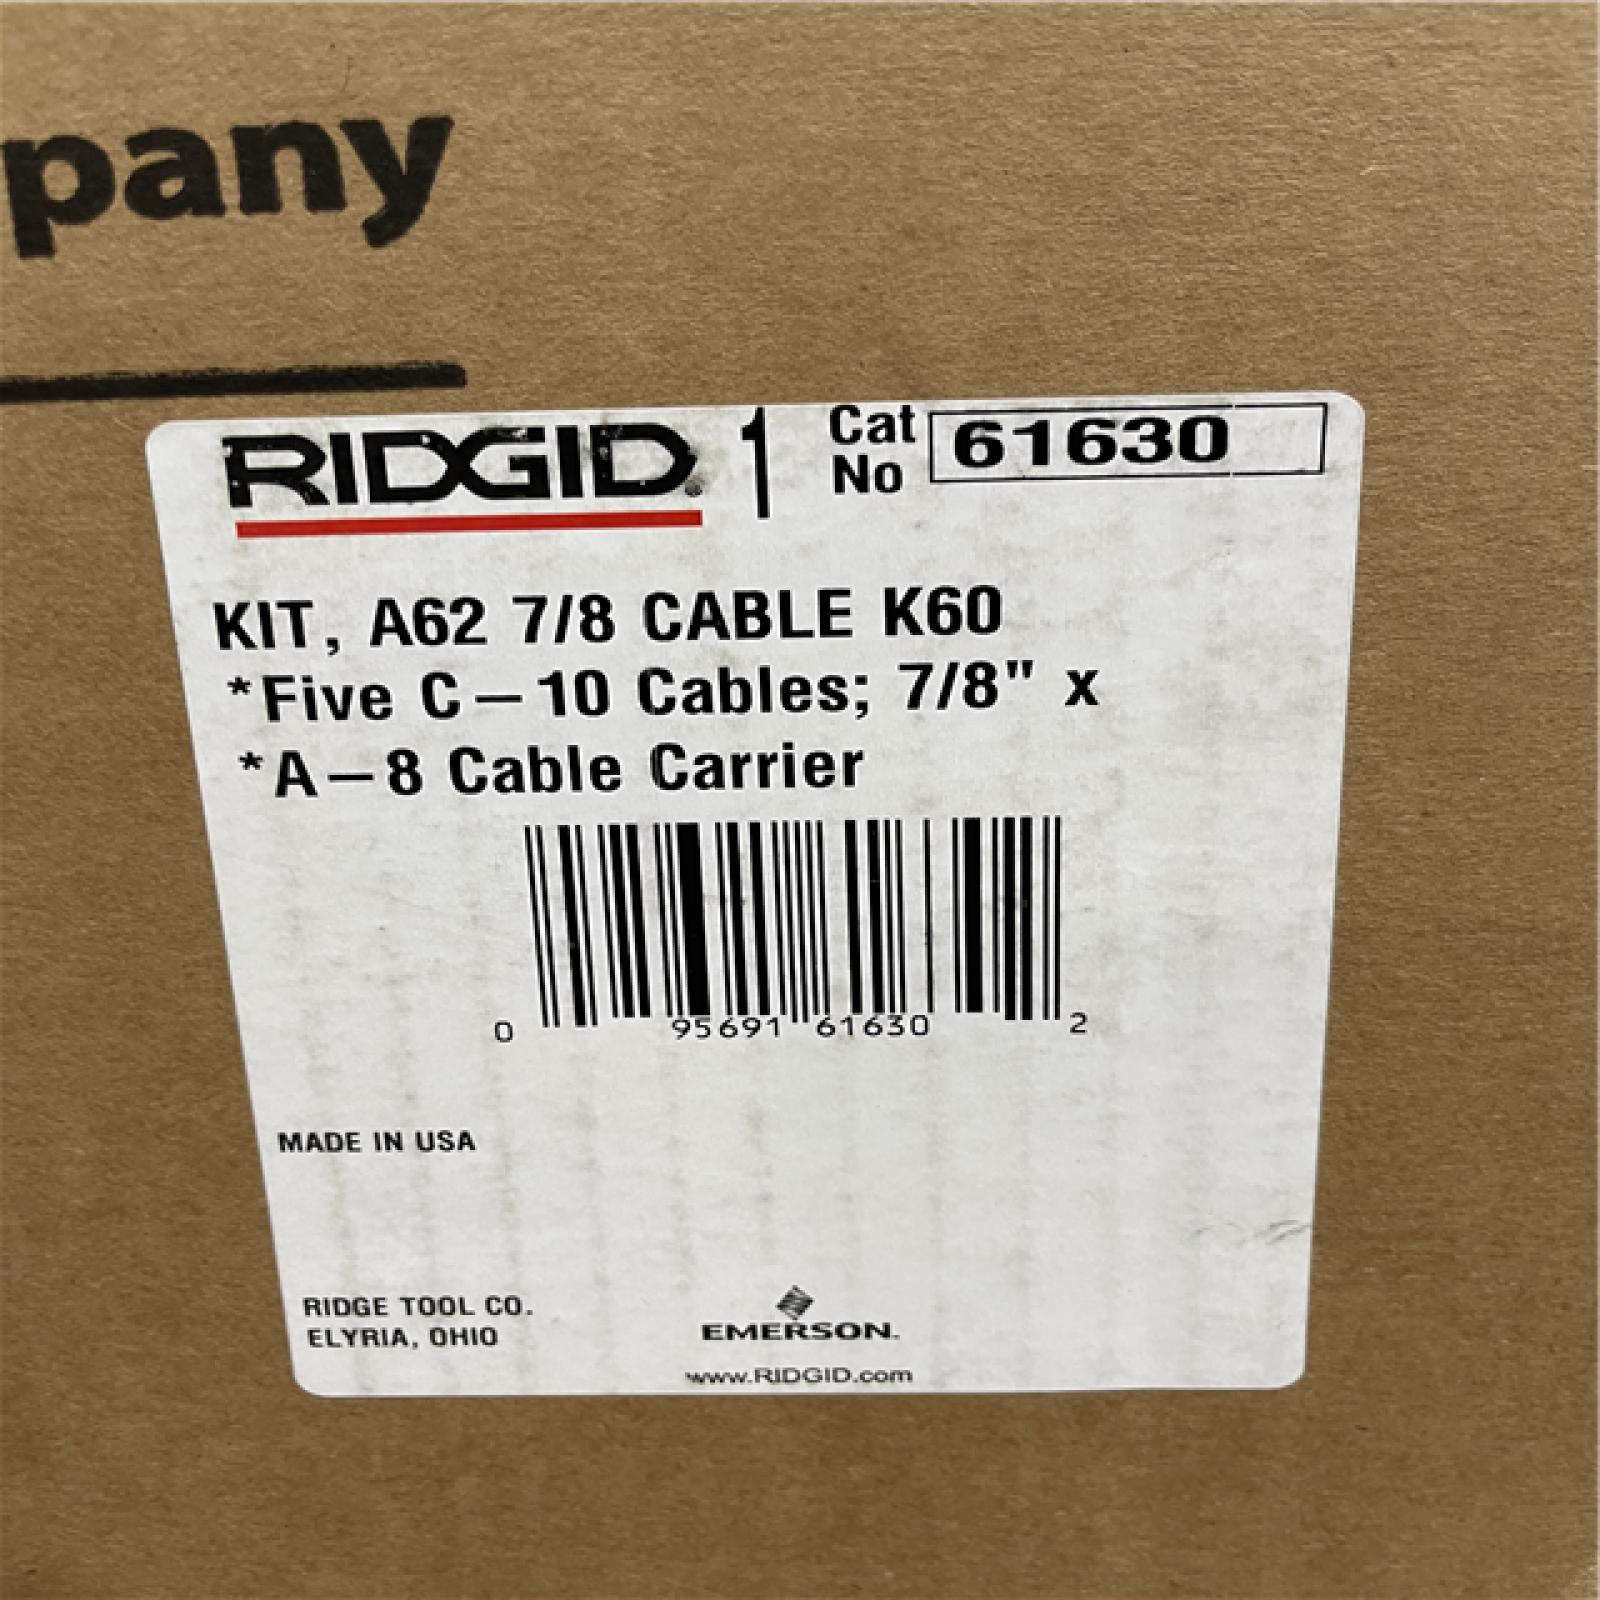 pany
RIDGID. 1 Cat No 61630
KIT, A62 7/8 CABLE K60
*Five C-10 Cables; 7/8" x
*A-8 Cable Carrier
0 95691 61630 2
MADE IN USA
RIDGE TOOL CO.
ELYRIA, OHIO
EMERSON.
www.RIDGID.com